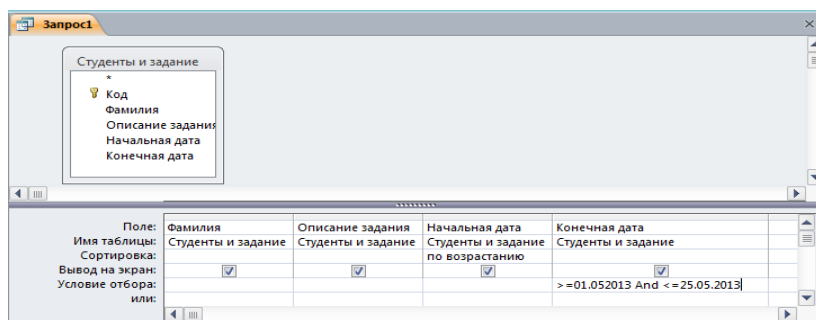 Запрос1
Студенты и задание
*
Код
Фамилия
Описание задания
Начальная дата
Конечная дата
Поле: Фамилия Описание задания Начальная дата Конечная дата
Имя таблицы: Студенты и задание Студенты и задание Студенты и задание Студенты и задание
Сортировка: по возрастанию
Вывод на экран:
Условие отбора: >=01.052013 And <=25.05.2013
или: